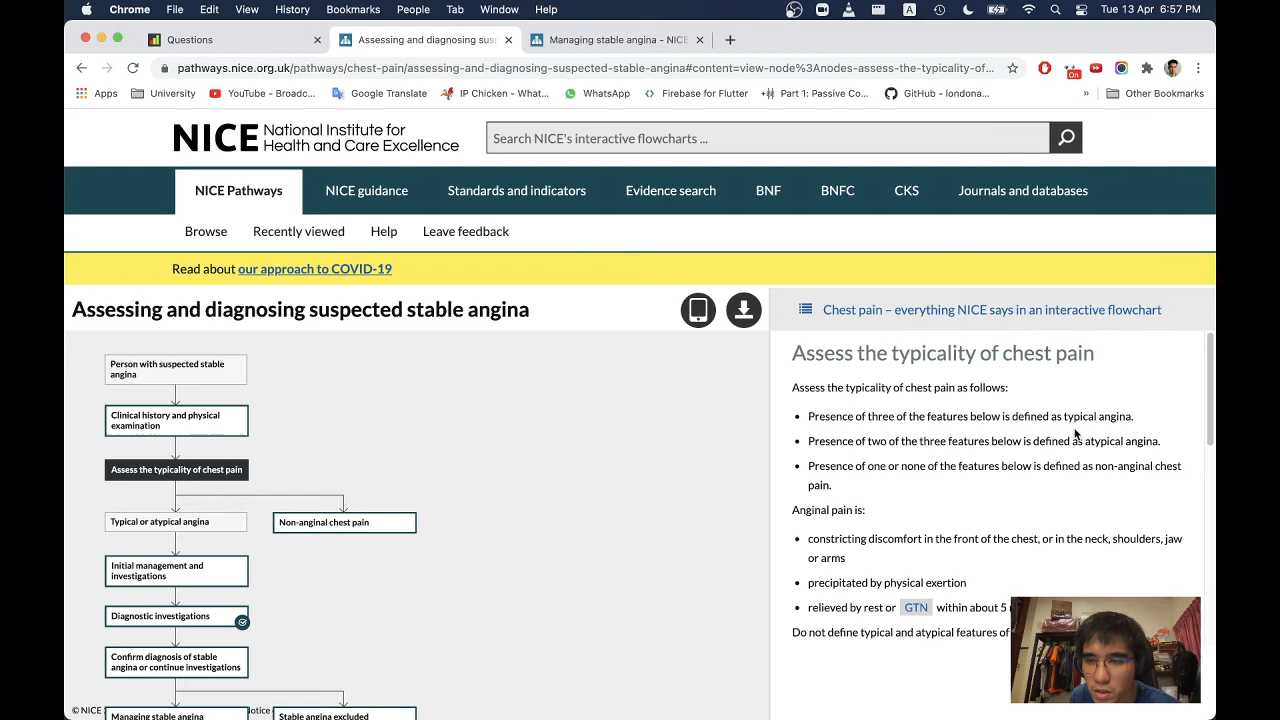 Chrome File Edit View History Bookmarks People Tab Window Help
A Tue 13 Apr 6:57 PM
Questions × Assessing and diagnosing sus × Managing stable angina - NICE × +
pathways.nice.org.uk/pathways/chest-pain/assessing-and-diagnosing-suspected-stable-angina#content=view-node%3Anodes-assess-the-typicality-of...
On
Apps University YouTube - Broadc... Google Translate IP Chicken - What... WhatsApp Firebase for Flutter Part 1: Passive Co... GitHub - londona... » Other Bookmarks
NICE National Institute for
Health and Care Excellence
Search NICE's interactive flowcharts ...
NICE Pathways NICE guidance Standards and indicators Evidence search BNF BNFC CKS Journals and databases
Browse Recently viewed Help Leave feedback
Read about our approach to COVID-19
Assessing and diagnosing suspected stable angina
Person with suspected stable
angina
Clinical history and physical
examination
Assess the typicality of chest pain
Typical or atypical angina
Non-anginal chest pain
Initial management and
investigations
Diagnostic investigations
Confirm diagnosis of stable
angina or continue investigations
Managing stable angina
Stable angina excluded
© NICE
otice o
Chest pain – everything NICE says in an interactive flowchart
Assess the typicality of chest pain
Assess the typicality of chest pain as follows:
• Presence of three of the features below is defined as typical angina.
• Presence of two of the three features below is defined as atypical angina.
• Presence of one or none of the features below is defined as non-anginal chest
pain.
Anginal pain is:
• constricting discomfort in the front of the chest, or in the neck, shoulders, jaw
or arms
• precipitated by physical exertion
• relieved by rest or GTN within about 5
Do not define typical and atypical features of